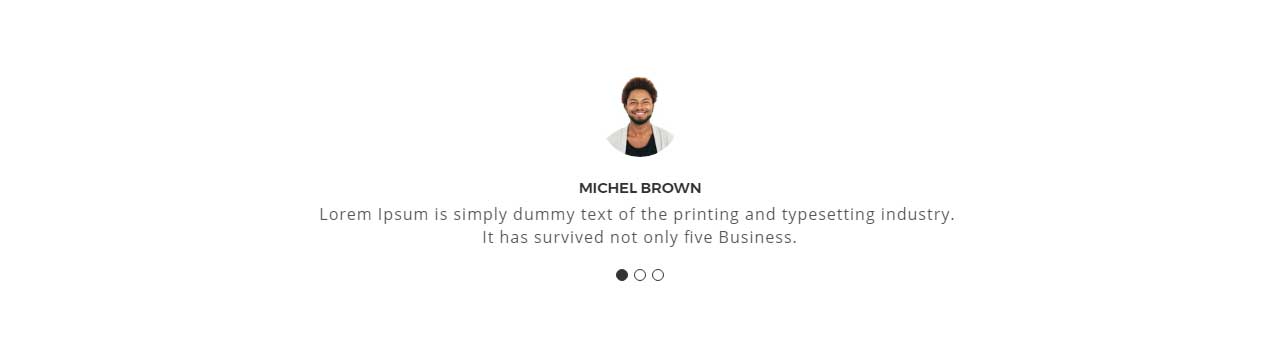 MICHEL BROWN
Lorem Ipsum is simply dummy text of the printing and typesetting industry.
It has survived not only five Business.